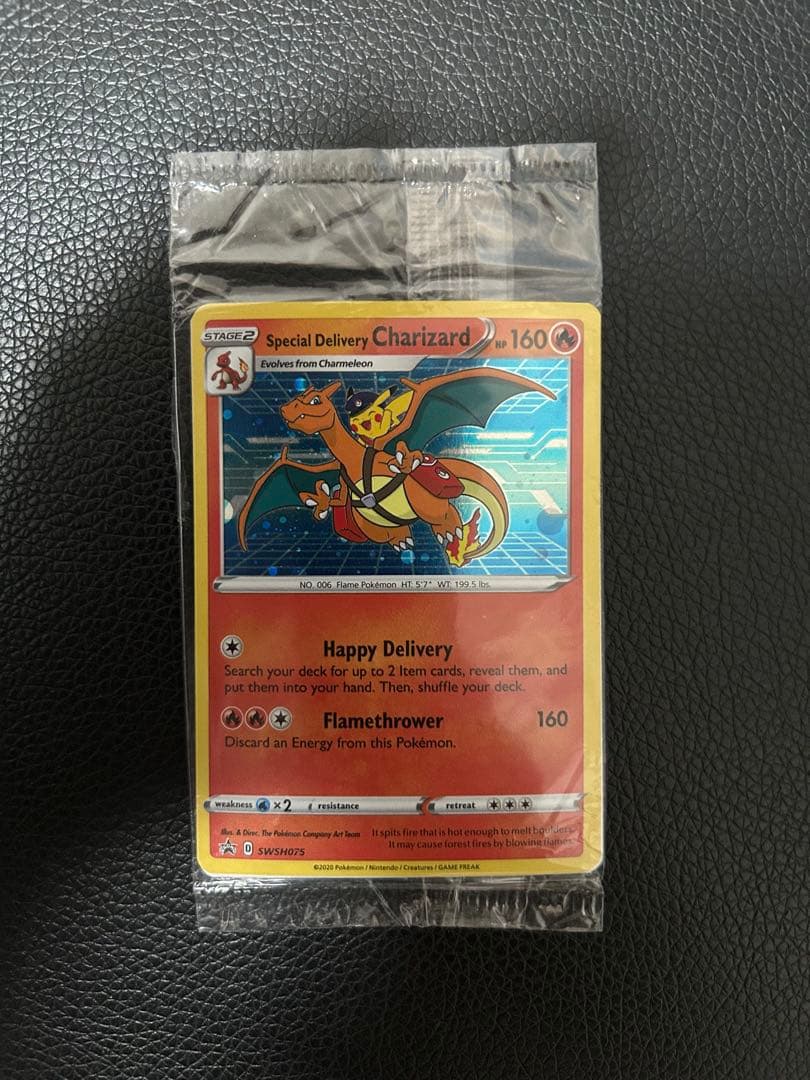 STAGE 2 Special Delivery Charizard HP 160
Evolves from Charmeleon
NO. 006 Flame Pokémon HT: 5'7" WT: 199.5 lbs.
Happy Delivery
Search your deck for up to 2 Item cards, reveal them, and
put them into your hand. Then, shuffle your deck.
Flamethrower 160
Discard an Energy from this Pokémon.
weakness ×2 resistance retreat
Illus. & Direc. The Pokémon Company Art Team
It spits fire that is hot enough to melt boulders.
It may cause forest fires by blowing flames.
D SWSH075
©2020 Pokémon / Nintendo / Creatures / GAME FREAK